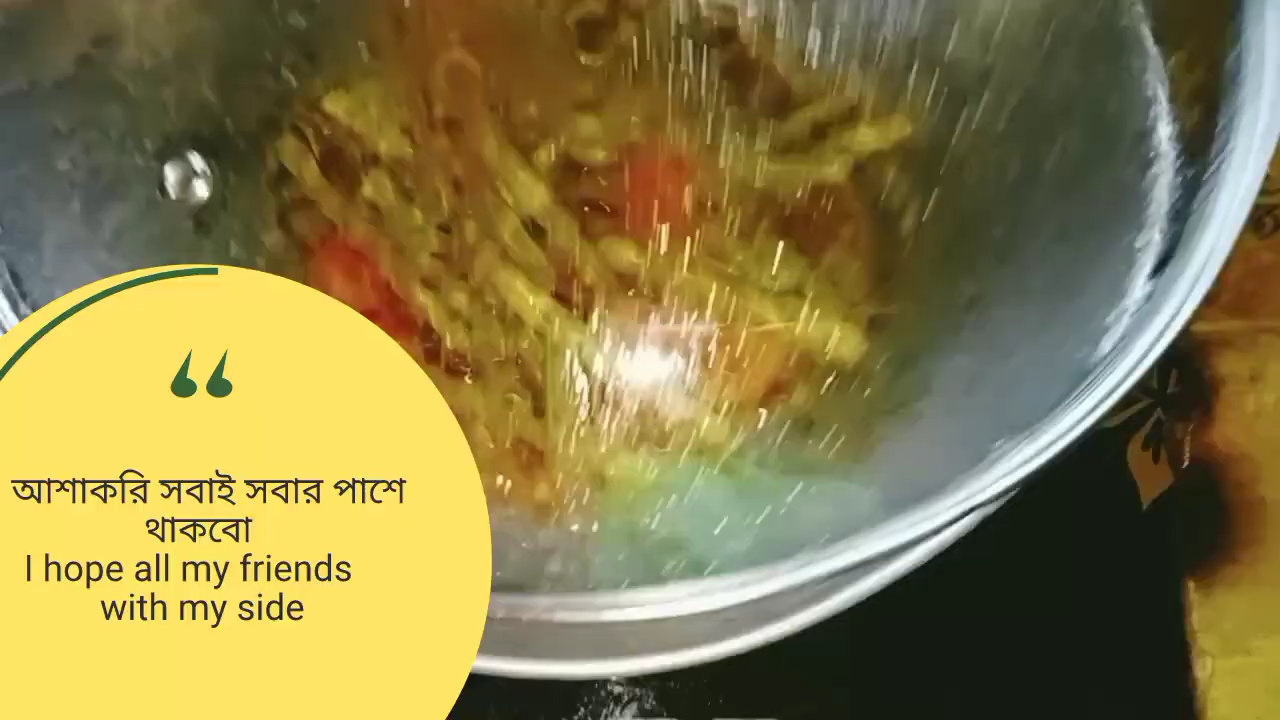 “
আশাকরি সবাই সবার পাশে
থাকবো
I hope all my friends
with my side